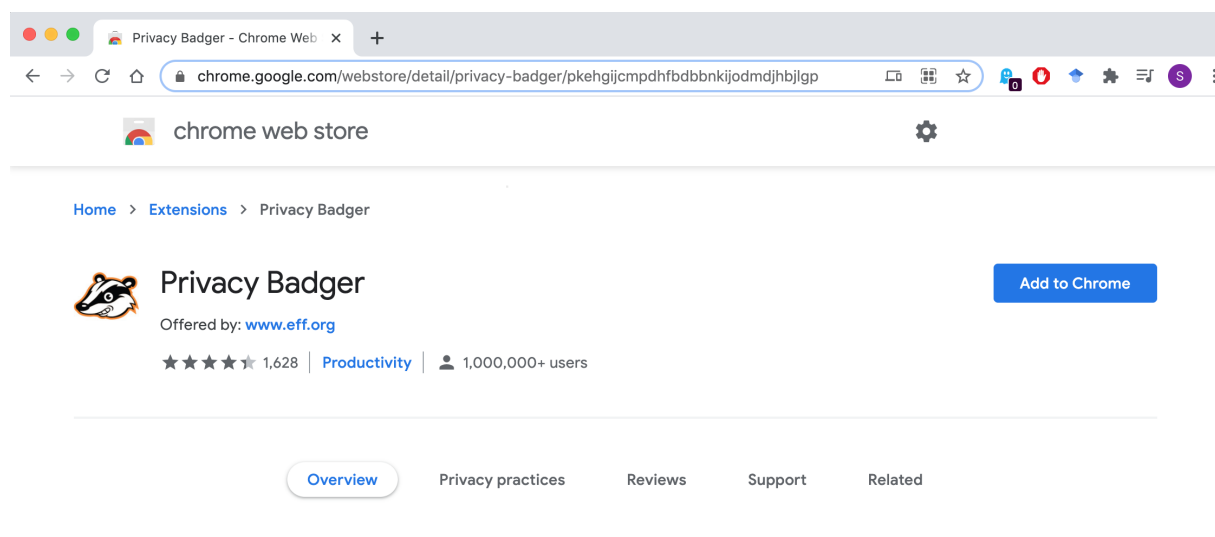 Privacy Badger - Chrome Web
chrome.google.com/webstore/detail/privacy-badger/pkehgijcmpdhfbdbbnkijodmdjhbjlgp
0
S
chrome web store
Home > Extensions > Privacy Badger
Privacy Badger
Add to Chrome
Offered by: www.eff.org
1,628 | Productivity | 1,000,000+ users
Overview Privacy practices Reviews Support Related